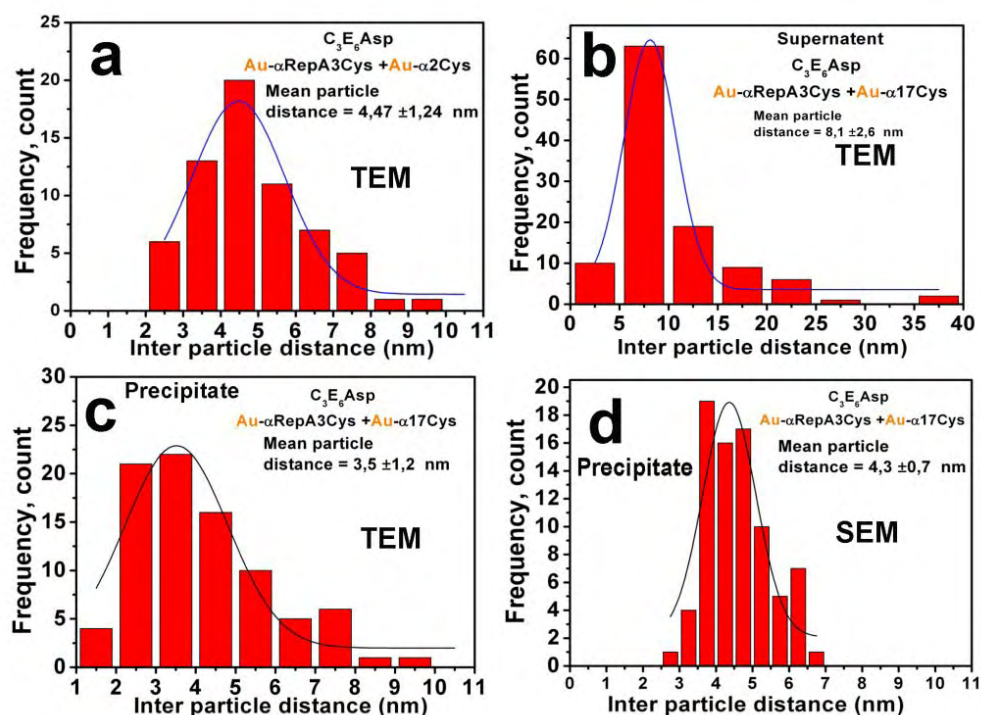 a
C3E6Asp
Au-αRepA3Cys +Au-α2Cys
Mean particle
distance = 4,47 ±1,24 nm
TEM
Frequency, count
25
20
15
10
5
0
0 1 2 3 4 5 6 7 8 9 10 11
Inter particle distance (nm)
b
Supernatent
C3E6Asp
Au-αRepA3Cys +Au-α17Cys
Mean particle
distance = 8,1 ±2,6 nm
TEM
Frequency, count
60
50
40
30
20
10
0
0 5 10 15 20 25 30 35 40
Inter particle distance (nm)
c
Precipitate
C3E6Asp
Au-αRepA3Cys +Au-α17Cys
Mean particle
distance = 3,5 ±1,2 nm
TEM
Frequency, count
30
25
20
15
10
5
0
1 2 3 4 5 6 7 8 9 10 11
Inter particle distance (nm)
d
C3E6Asp
Au-αRepA3Cys +Au-α17Cys
Mean particle
distance = 4,3 ±0,7 nm
Precipitate
SEM
Frequency, count
20
18
16
14
12
10
8
6
4
2
0
0 1 2 3 4 5 6 7 8 9 10 11
Inter particle distance (nm)